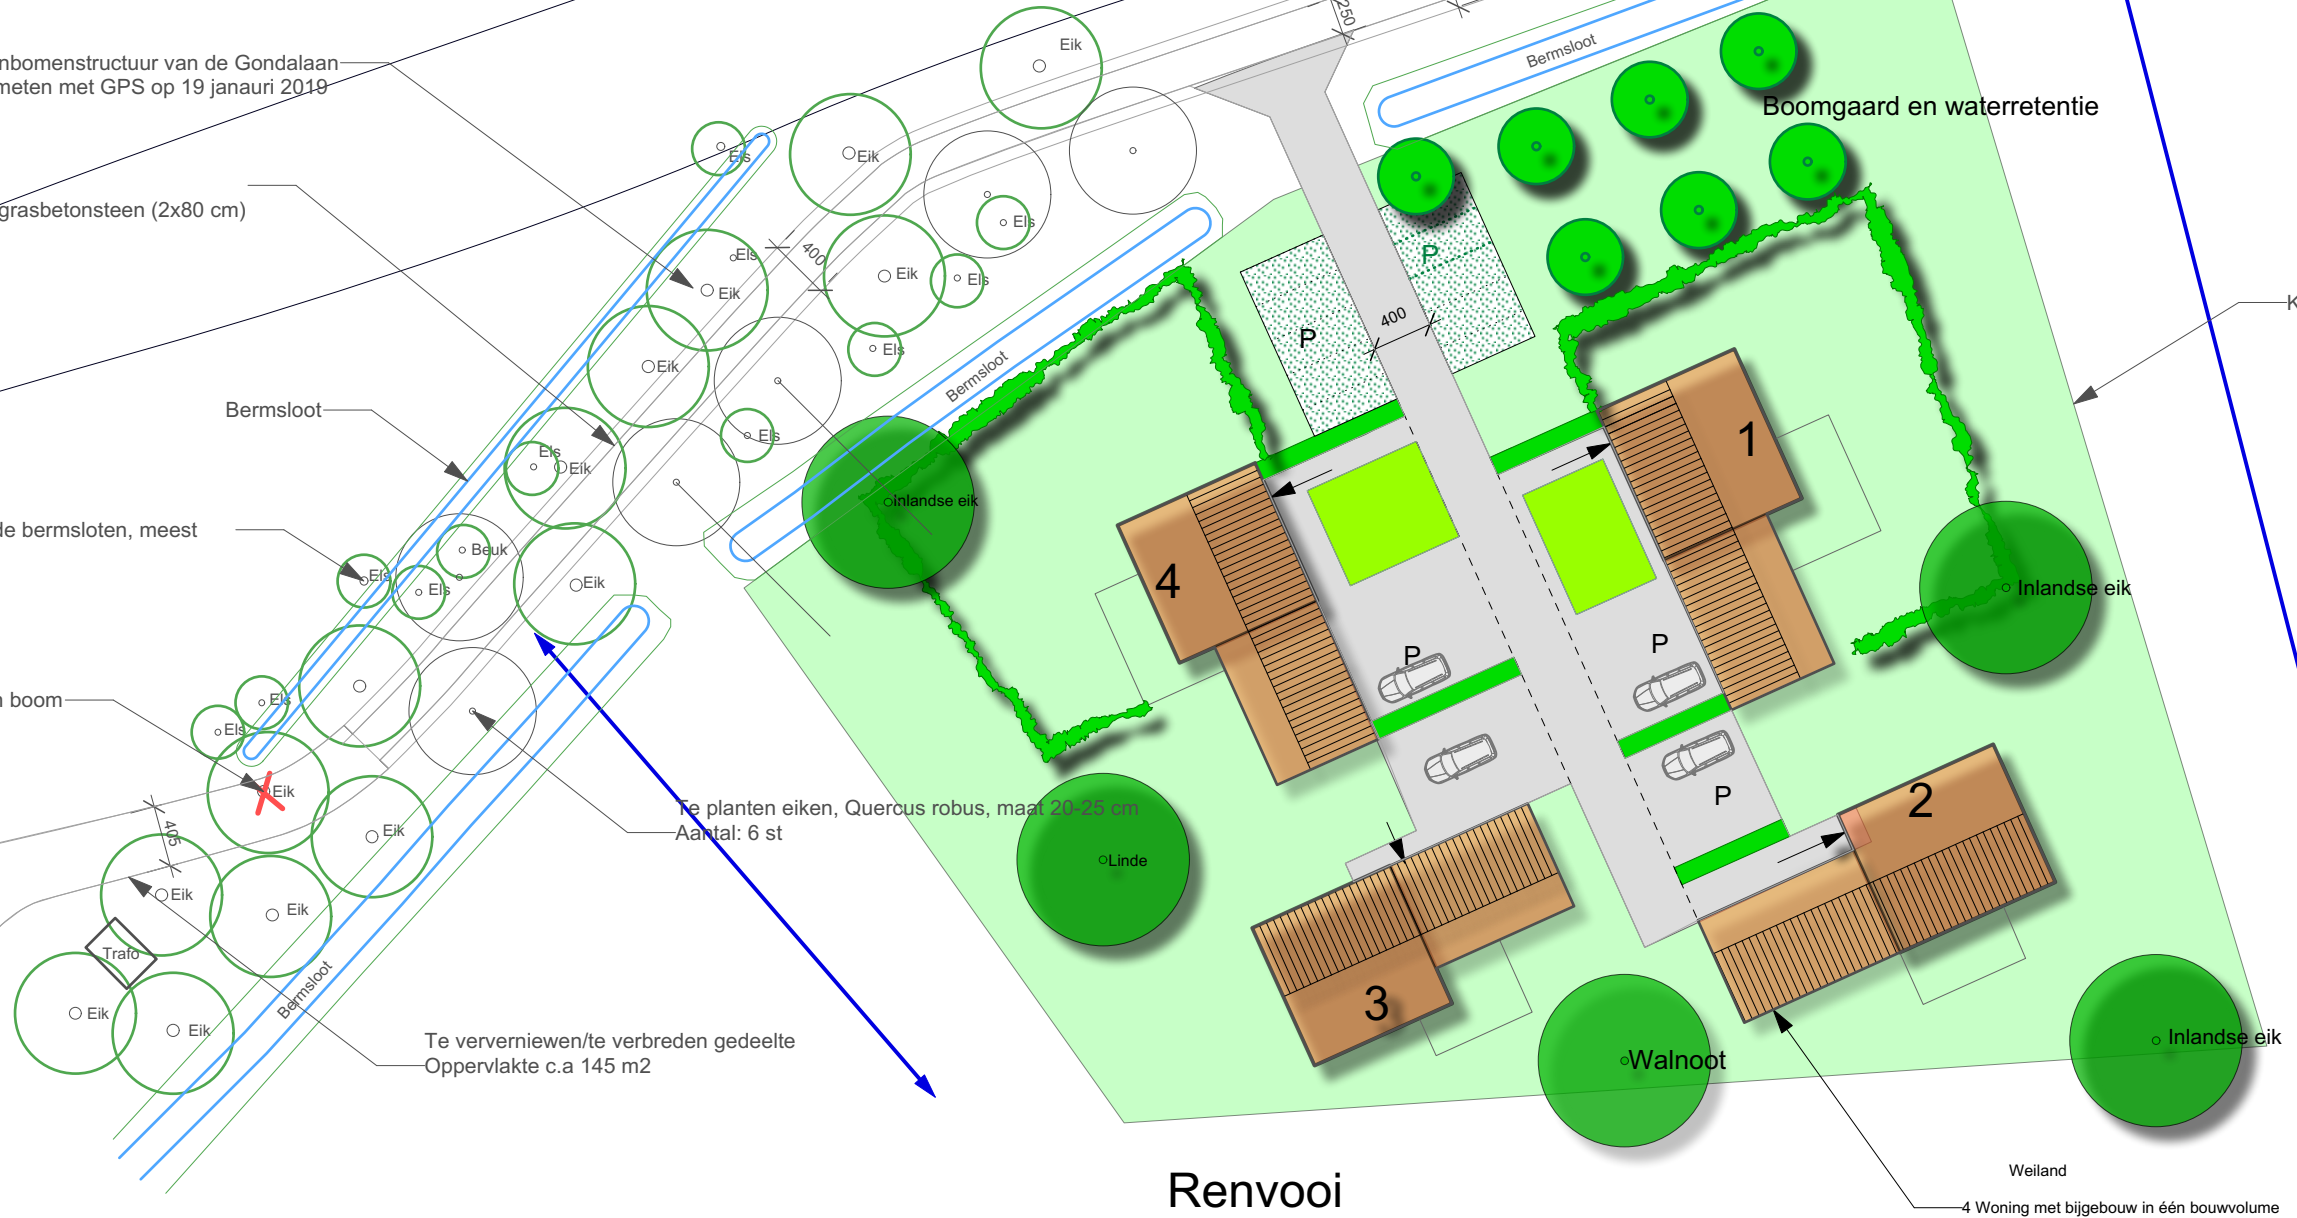 nbomenstructuur van de Gondalaan
meten met GPS op 19 janauri 2019
grasbetonsteen (2x80 cm)
Bermsloot
de bermsloten, meest
n boom
Eik
Els
Eik
Els
Els
Eik
400
Eik
Els
Els
Eik
Els
Els
Eik
Beuk
Els
Els
Eik
Els
Els
Eik
Eik
405
Eik
Eik
Trafo
Eik
Eik
Bermsloot
Bermsloot
250
Bermsloot
Boomgaard en waterretentie
P
P
400
K
1
4
P
P
P
2
3
Inlandse eik
Inlandse eik
Linde
Walnoot
Inlandse eik
Te planten eiken, Quercus robus, maat 20-25 cm
Aantal: 6 st
Te ververniewen/te verbreden gedeelte
Oppervlakte c.a 145 m2
Renvooi
Weiland
4 Woning met bijgebouw in één bouwvolume